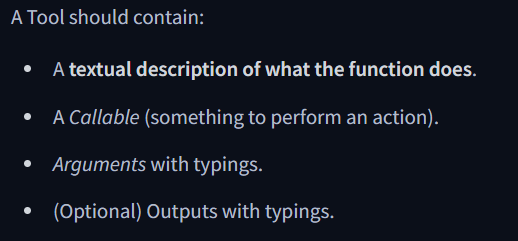 A Tool should contain:
• A textual description of what the function does.
• A Callable (something to perform an action).
• Arguments with typings.
• (Optional) Outputs with typings.